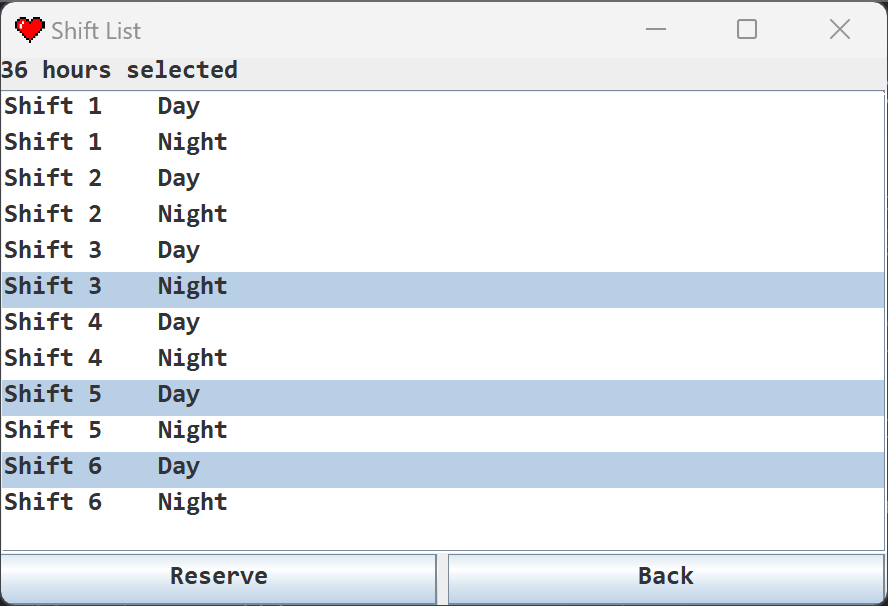 Shift List
36 hours selected
Shift 1 Day
Shift 1 Night
Shift 2 Day
Shift 2 Night
Shift 3 Day
Shift 3 Night
Shift 4 Day
Shift 4 Night
Shift 5 Day
Shift 5 Night
Shift 6 Day
Shift 6 Night
Reserve Back